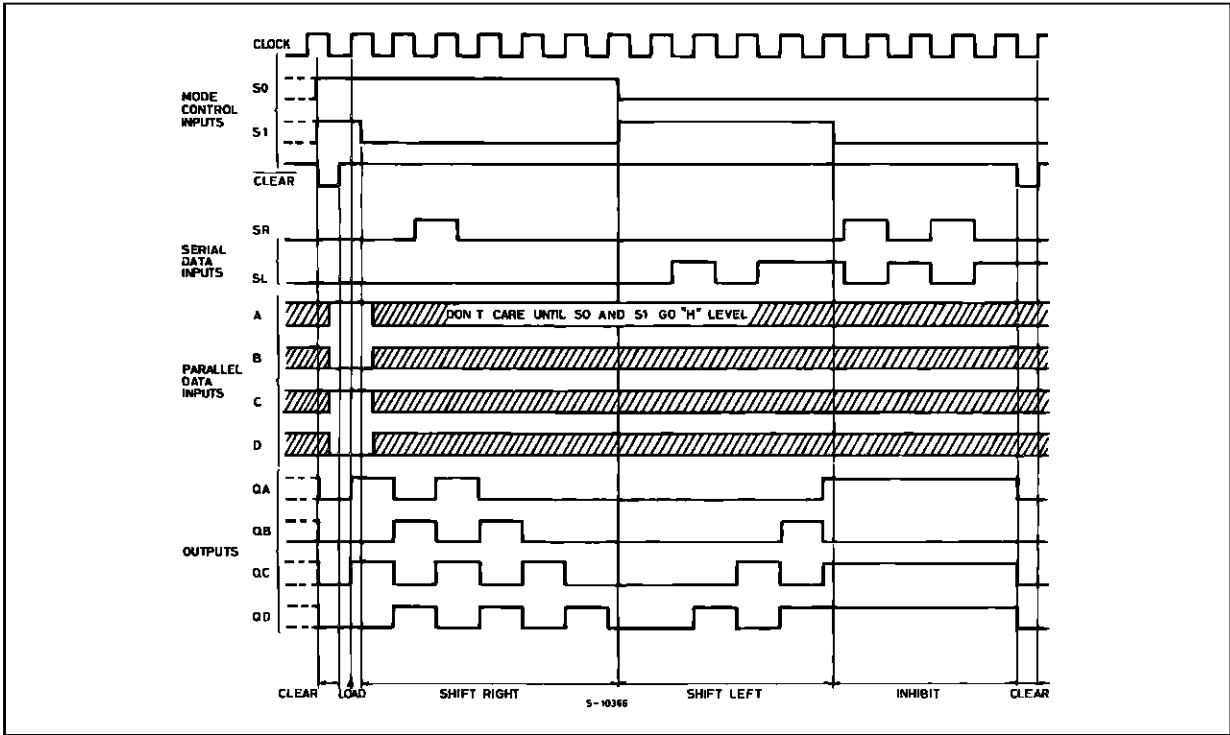 CLOCK
S0
MODE
CONTROL
INPUTS
S1
CLEAR
SR
SERIAL
DATA
INPUTS
SL
A
DON T CARE UNTIL S0 AND S1 GO "H" LEVEL
B
PARALLEL
DATA
INPUTS
C
D
QA
QB
OUTPUTS
QC
QD
CLEAR LOAD SHIFT RIGHT SHIFT LEFT INHIBIT CLEAR
S-10366